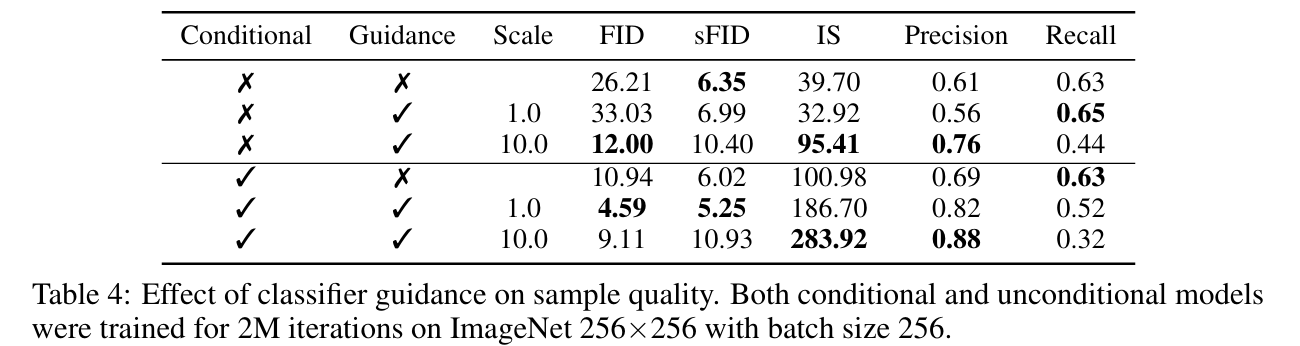 Conditional Guidance Scale FID sFID IS Precision Recall
✗ ✗ 26.21 6.35 39.70 0.61 0.63
✗ ✓ 1.0 33.03 6.99 32.92 0.56 0.65
✗ ✓ 10.0 12.00 10.40 95.41 0.76 0.44
✓ ✗ 10.94 6.02 100.98 0.69 0.63
✓ ✓ 1.0 4.59 5.25 186.70 0.82 0.52
✓ ✓ 10.0 9.11 10.93 283.92 0.88 0.32
Table 4: Effect of classifier guidance on sample quality. Both conditional and unconditional models
were trained for 2M iterations on ImageNet 256×256 with batch size 256.